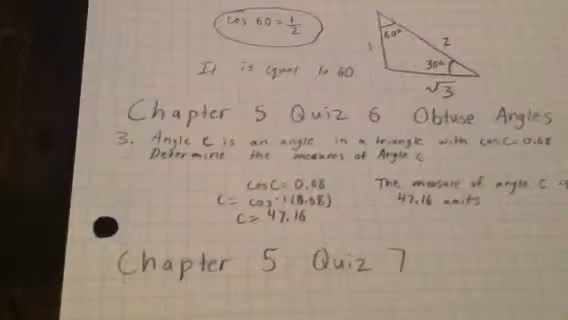 cos 60 = 1/2
60°
2
1
30°
√3
It is equal to 60
Chapter 5 Quiz 6 Obtuse Angles
3. Angle C is an angle in a triangle with cos C = 0.68
Determine the measures of Angle C
cos C = 0.68
C = cos⁻¹(0.68)
C = 47.16
The measure of angle C is
47.16 units
Chapter 5 Quiz 7